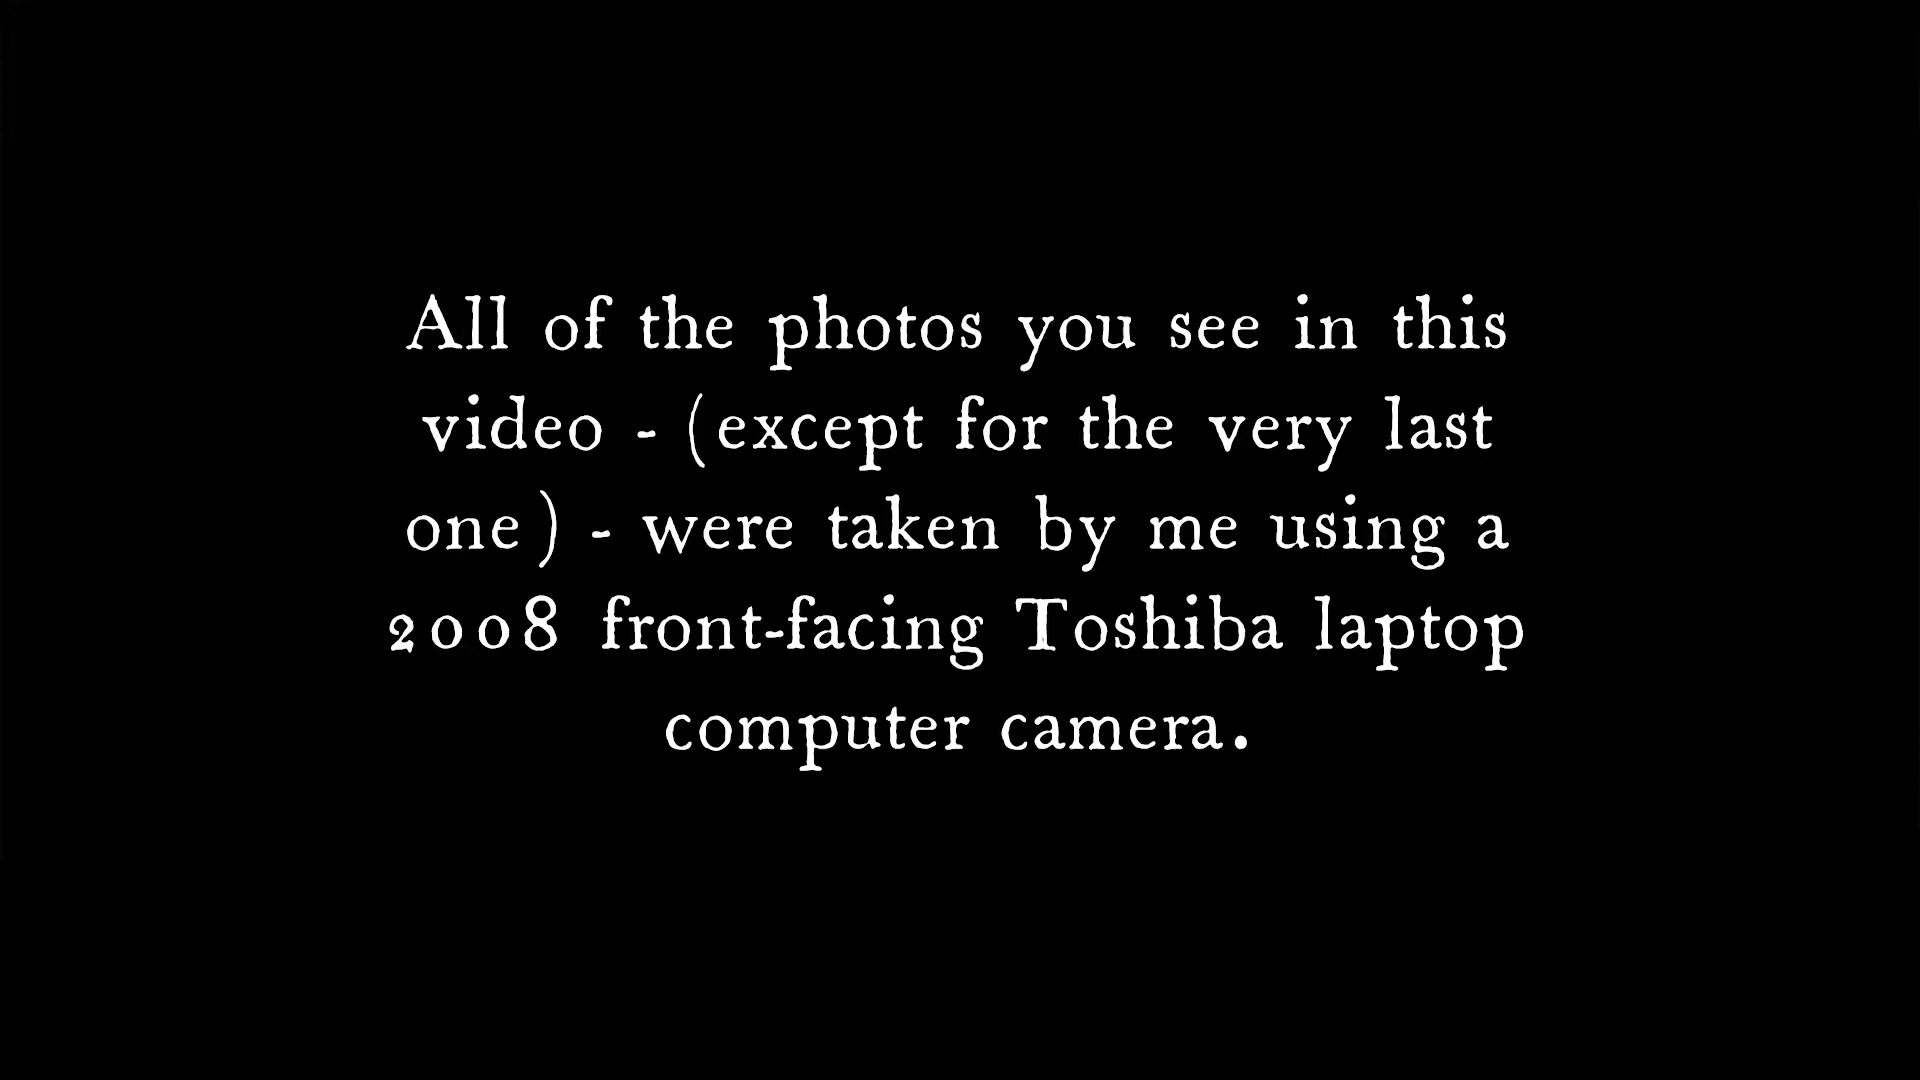 All of the photos you see in this
video - (except for the very last
one) - were taken by me using a
2008 front-facing Toshiba laptop
computer camera.